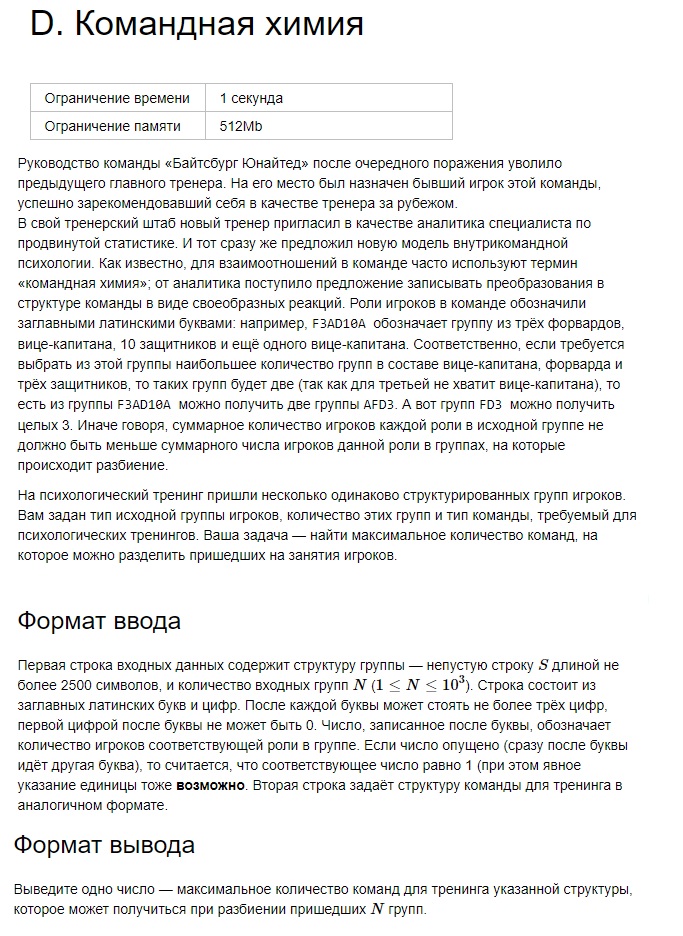 D. Командная химия
Ограничение времени 1 секунда
Ограничение памяти 512Mb
Руководство команды «Байтсбург Юнайтед» после очередного поражения уволило
предыдущего главного тренера. На его место был назначен бывший игрок этой команды,
успешно зарекомендовавший себя в качестве тренера за рубежом.
В свой тренерский штаб новый тренер пригласил в качестве аналитика специалиста по
продвинутой статистике. И тот сразу же предложил новую модель внутрикомандной
психологии. Как известно, для взаимоотношений в команде часто используют термин
«командная химия»; от аналитика поступило предложение записывать преобразования в
структуре команды в виде своеобразных реакций. Роли игроков в команде обозначили
заглавными латинскими буквами: например, F3AD10A обозначает группу из трёх форвардов,
вице-капитана, 10 защитников и ещё одного вице-капитана. Соответственно, если требуется
выбрать из этой группы наибольшее количество групп в составе вице-капитана, форварда и
трёх защитников, то таких групп будет две (так как для третьей не хватит вице-капитана), то
есть из группы F3AD10A можно получить две группы AFD3. А вот групп FD3 можно получить
целых 3. Иначе говоря, суммарное количество игроков каждой роли в исходной группе не
должно быть меньше суммарного числа игроков данной роли в группах, на которые
происходит разбиение.
На психологический тренинг пришли несколько одинаково структурированных групп игроков.
Вам задан тип исходной группы игроков, количество этих групп и тип команды, требуемый для
психологических тренингов. Ваша задача — найти максимальное количество команд, на
которое можно разделить пришедших на занятия игроков.
Формат ввода
Первая строка входных данных содержит структуру группы — непустую строку S длиной не
более 2500 символов, и количество входных групп N (1 ≤ N ≤ 10³). Строка состоит из
заглавных латинских букв и цифр. После каждой буквы может стоять не более трёх цифр,
первой цифрой после буквы не может быть 0. Число, записанное после буквы, обозначает
количество игроков соответствующей роли в группе. Если число опущено (сразу после буквы
идёт другая буква), то считается, что соответствующее число равно 1 (при этом явное
указание единицы тоже возможно. Вторая строка задаёт структуру команды для тренинга в
аналогичном формате.
Формат вывода
Выведите одно число — максимальное количество команд для тренинга указанной структуры,
которое может получиться при разбиении пришедших N групп.